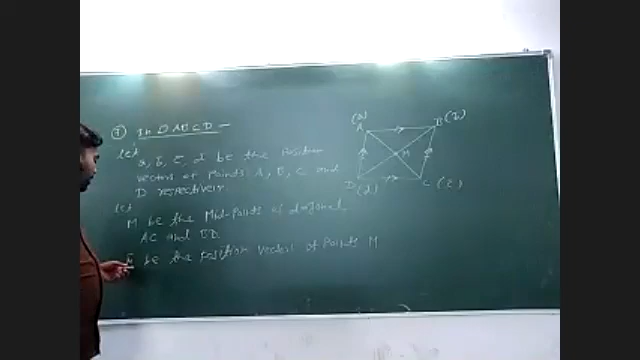 ① In ▱ ABCD -
let
ā, b̄, c̄, d̄ be the Position
vectors of Points A, B, C and
D respectively.
let
M be the Mid-Points of diagonal
AC and BD
m̄ be the position vectors of Points M
(ā)
A
B (b̄)
M
D (d̄)
C (c̄)